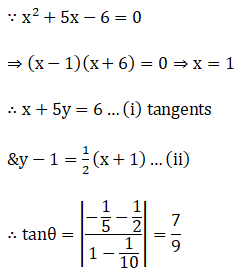 ∵ x² + 5x − 6 = 0
⇒ (x − 1)(x + 6) = 0 ⇒ x = 1
∴ x + 5y = 6 … (i) tangents
&y − 1 = 1/2 (x + 1) … (ii)
∴ tanθ = |(−1/5 − 1/2)/(1 − 1/10)| = 7/9